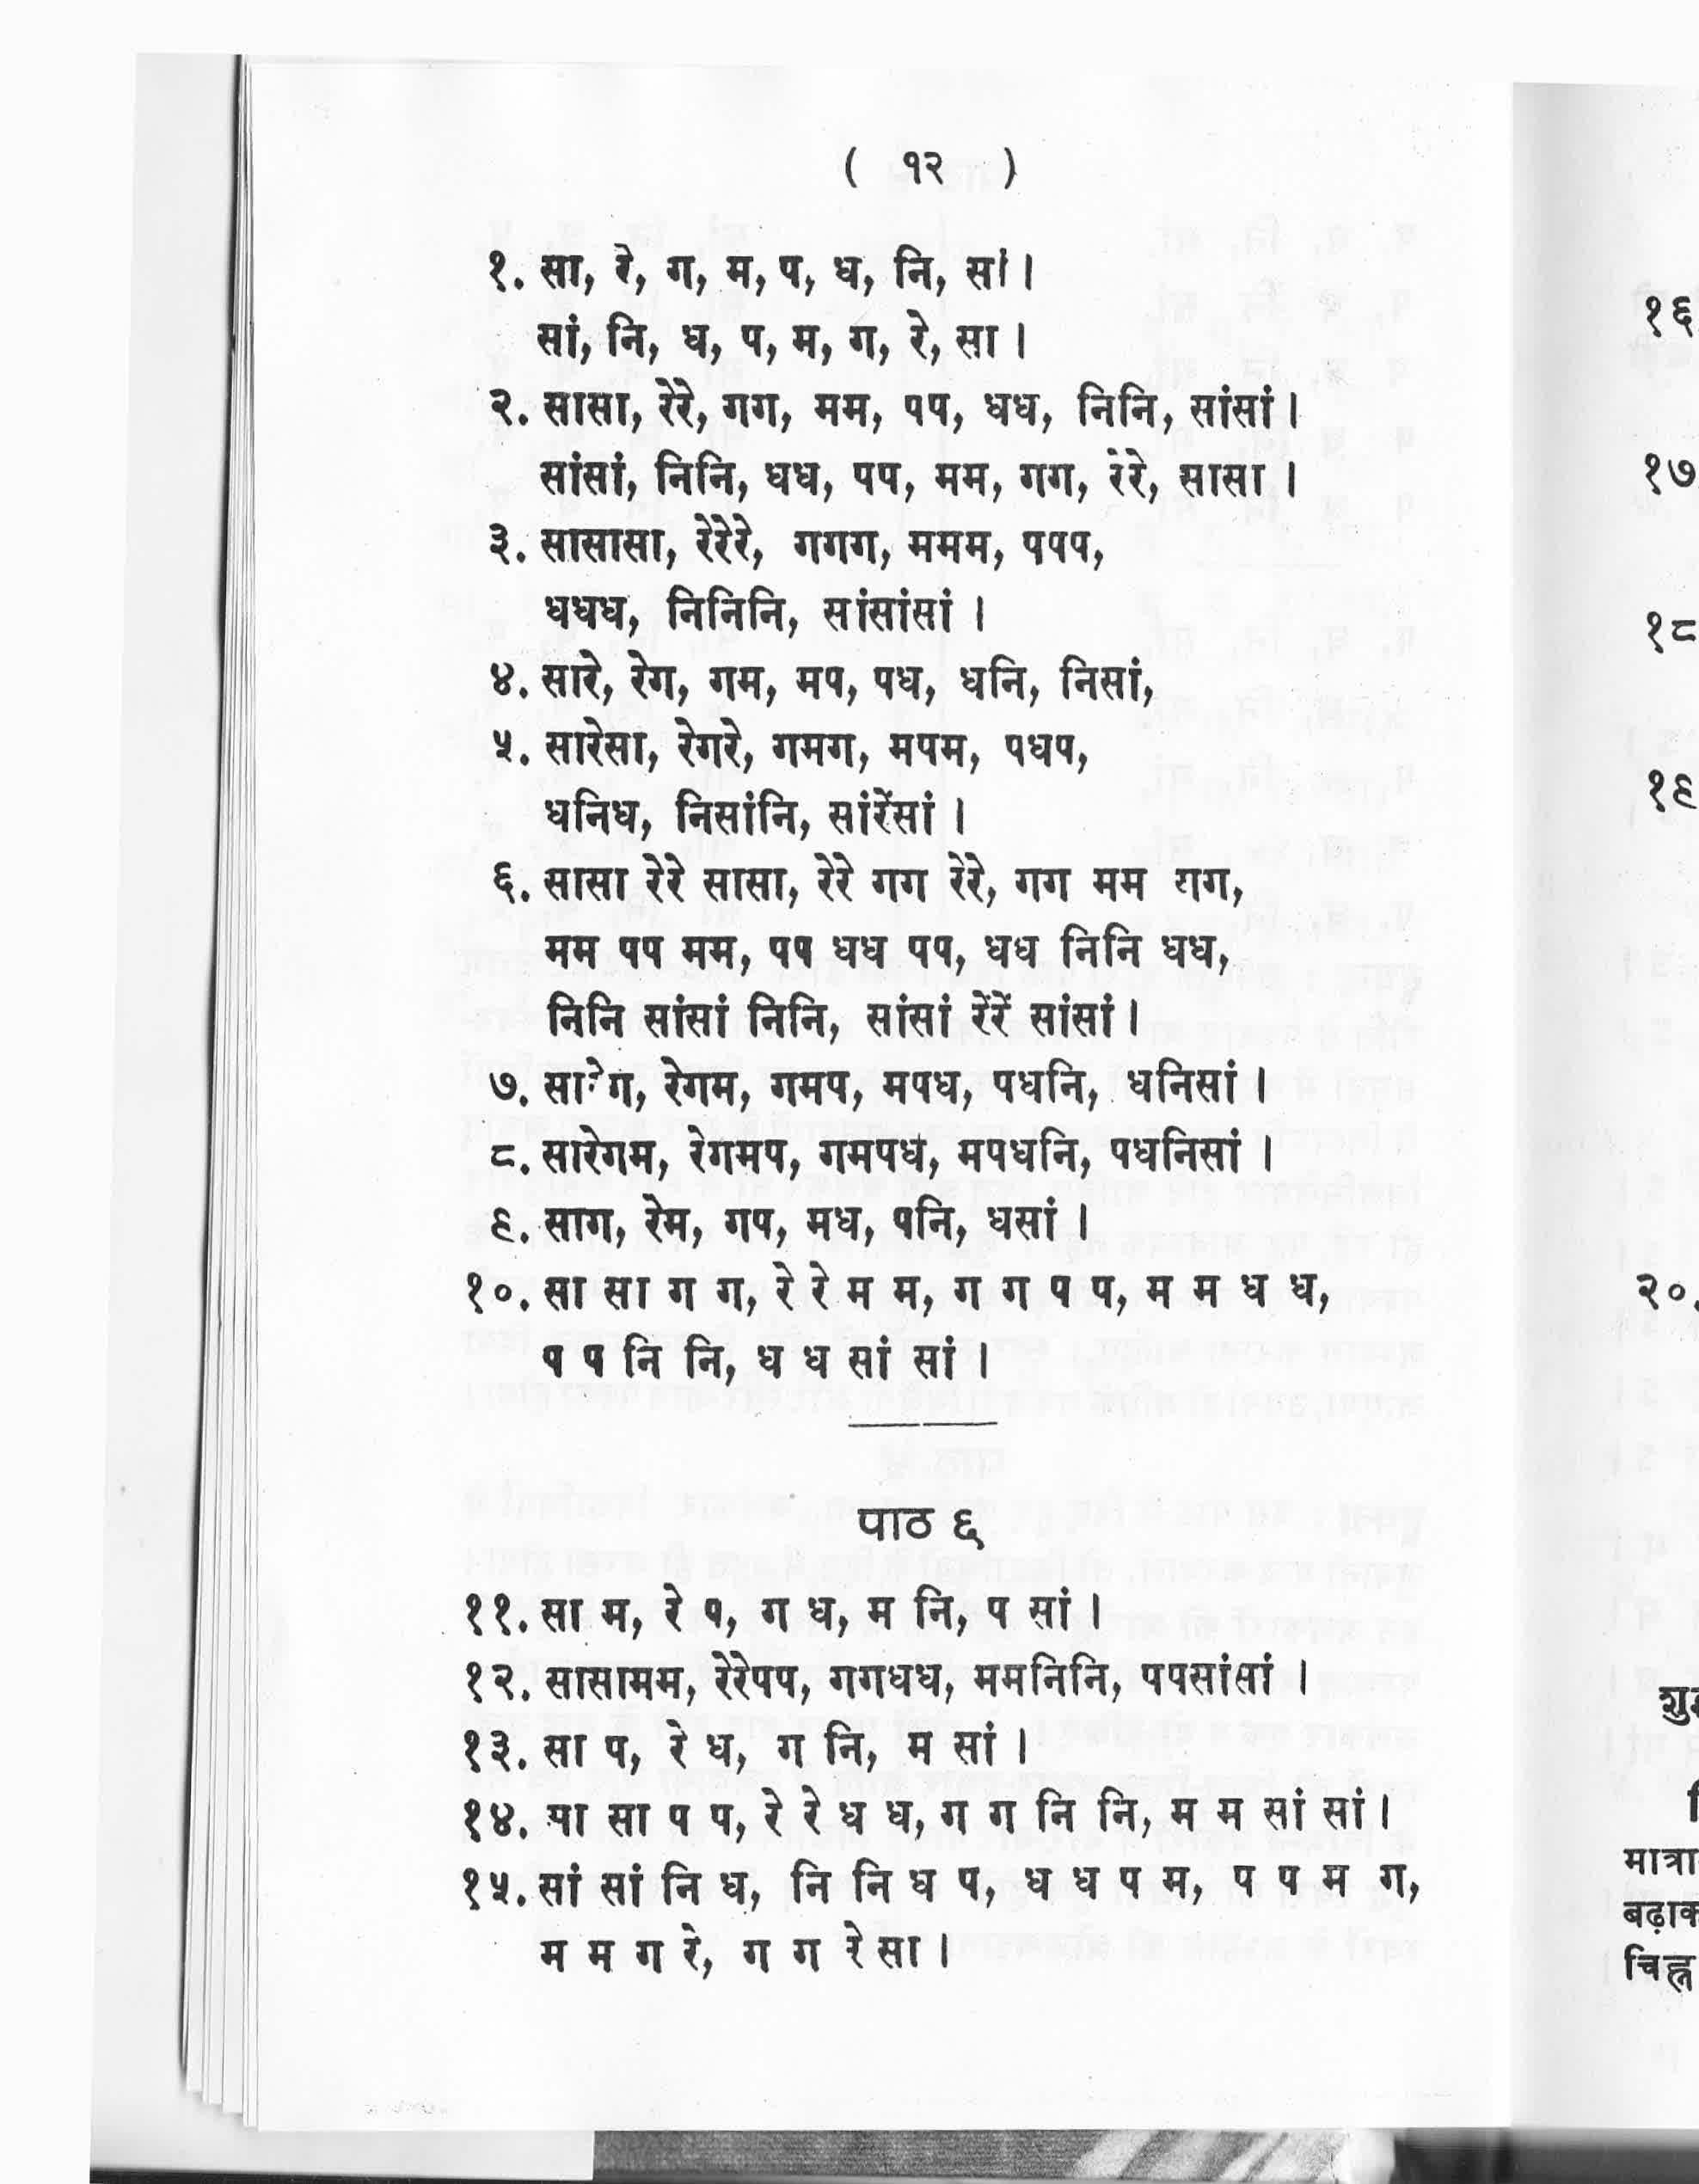 ( १२ )
१. सा, रे, ग, म, प, ध, नि, सां ।
सां, नि, ध, प, म, ग, रे, सा ।
२. सासा, रेरे, गग, मम, पप, धध, निनि, सांसां ।
सांसां, निनि, धध, पप, मम, गग, रेरे, सासा ।
३. सासासा, रेरेरे, गगग, ममम, पपप,
धधध, निनिनि, सांसांसां ।
४. सारे, रेग, गम, मप, पध, धनि, निसां,
५. सारेसा, रेगरे, गमग, मपम, पधप,
धनिध, निसांनि, सांरेंसां ।
६. सासा रेरे सासा, रेरे गग रेरे, गग मम गग,
मम पप मम, पप धध पप, धध निनि धध,
निनि सांसां निनि, सांसां रेंरें सांसां ।
७. सारेग, रेगम, गमप, मपध, पधनि, धनिसां ।
८. सारेगम, रेगमप, गमपध, मपधनि, पधनिसां ।
९. साग, रेम, गप, मध, पनि, धसां ।
१०. सा सा ग ग, रे रे म म, ग ग प प, म म ध ध,
प प नि नि, ध ध सां सां ।
पाठ ६
११. सा म, रे प, ग ध, म नि, प सां ।
१२. सासामम, रेरेपप, गगधध, ममनिनि, पपसांसां ।
१३. सा प, रे ध, ग नि, म सां ।
१४. सा सा प प, रे रे ध ध, ग ग नि नि, म म सां सां ।
१५. सां सां नि ध, नि नि ध प, ध ध प म, प प म ग,
म म ग रे, ग ग रे सा ।
१६
१७
१८
१९
२०.
मात्रा
चिह्न